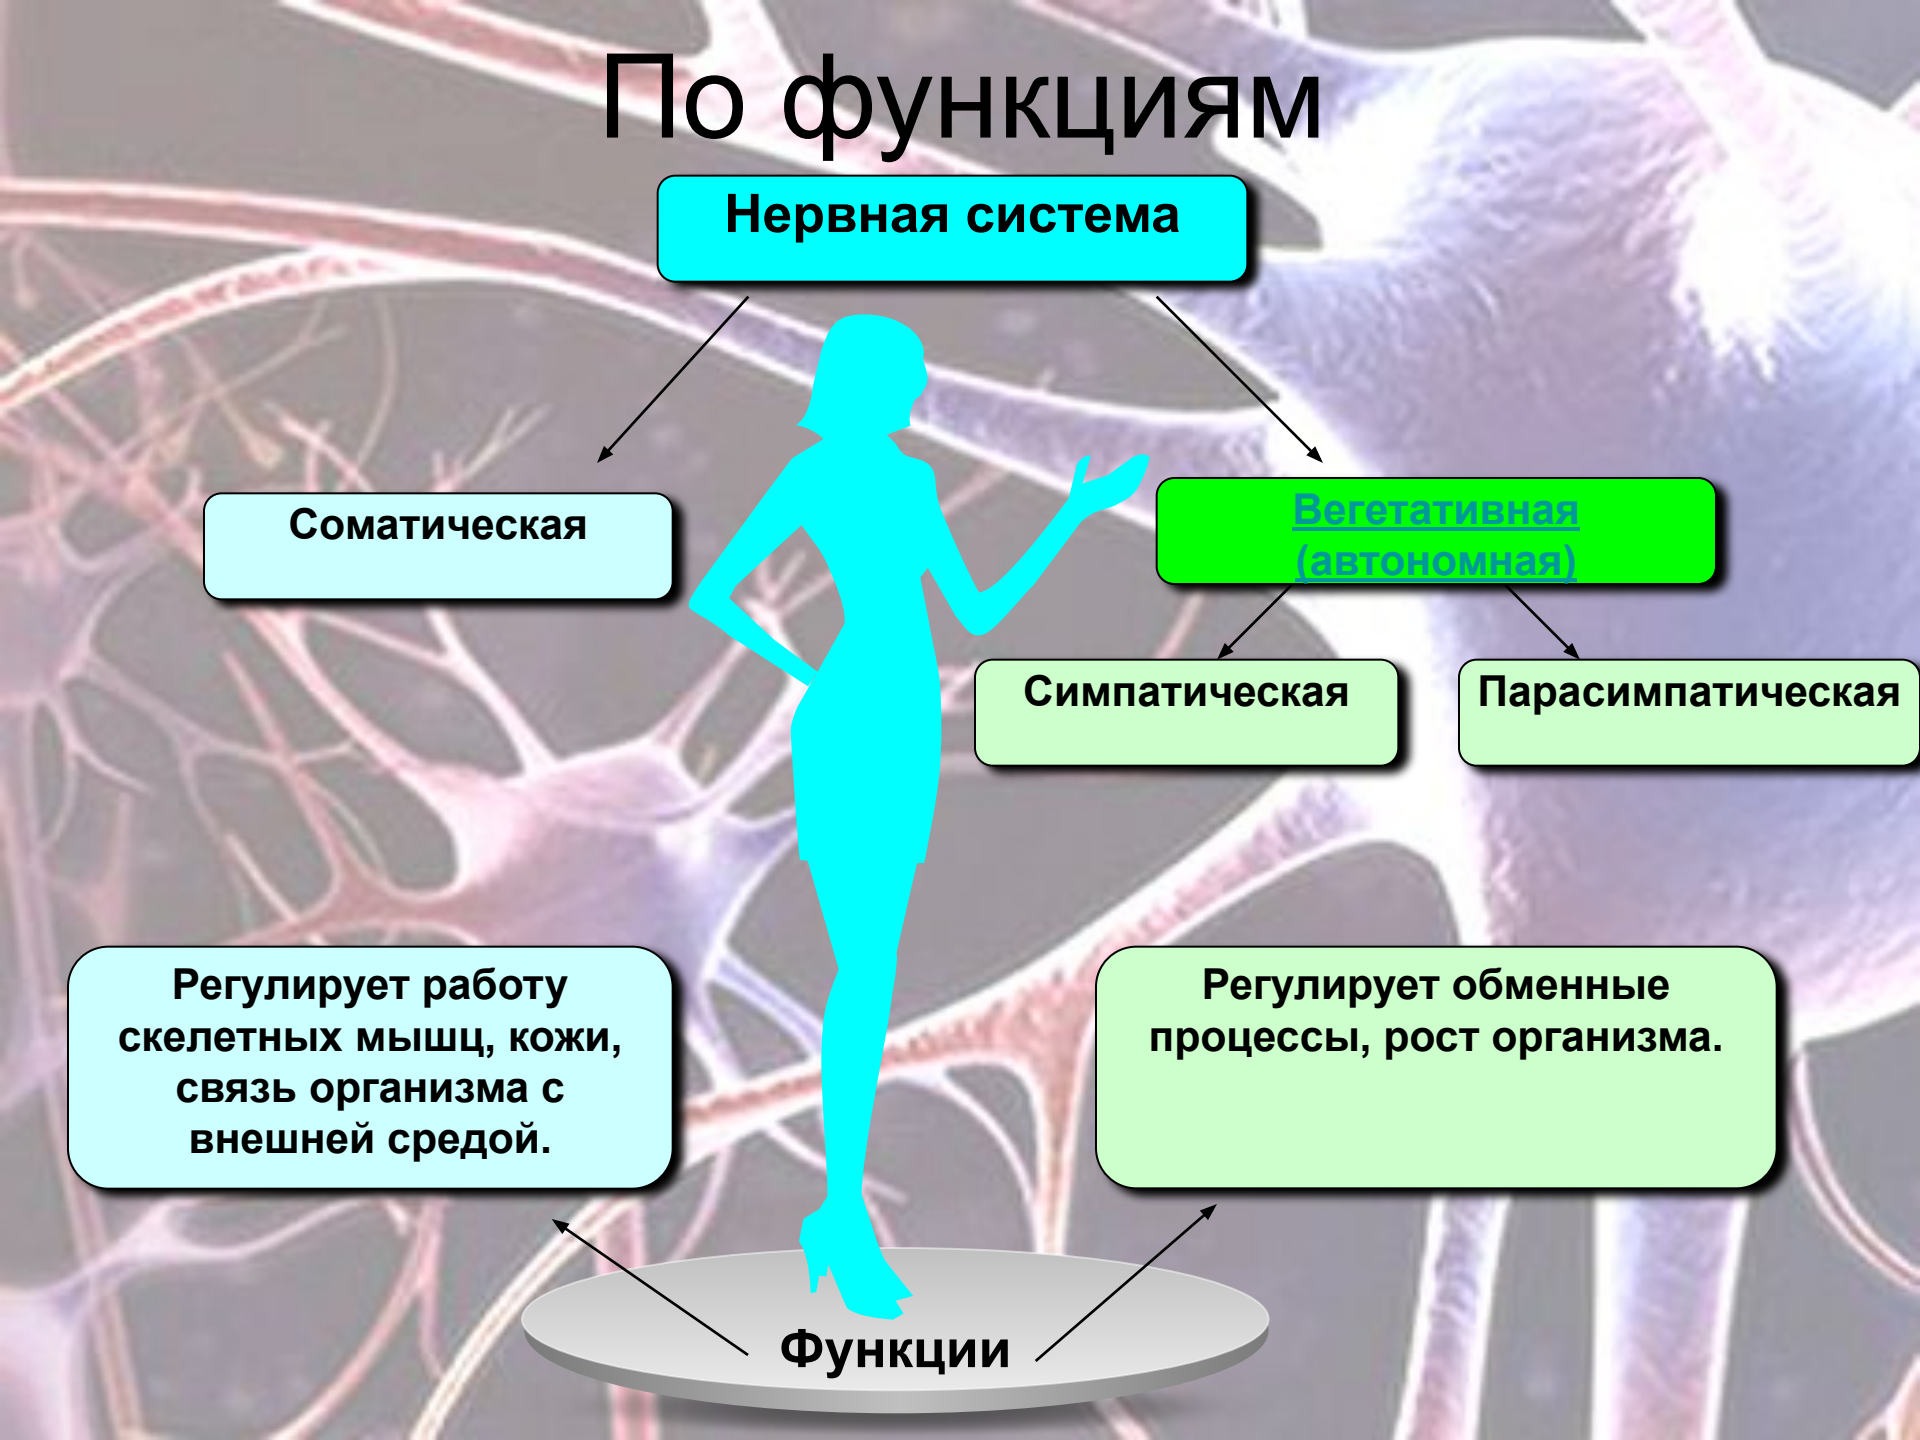 По функциям
Нервная система
Соматическая
Вегетативная
(автономная)
Симпатическая
Парасимпатическая
Регулирует работу
скелетных мышц, кожи,
связь организма с
внешней средой.
Регулирует обменные
процессы, рост организма.
Функции